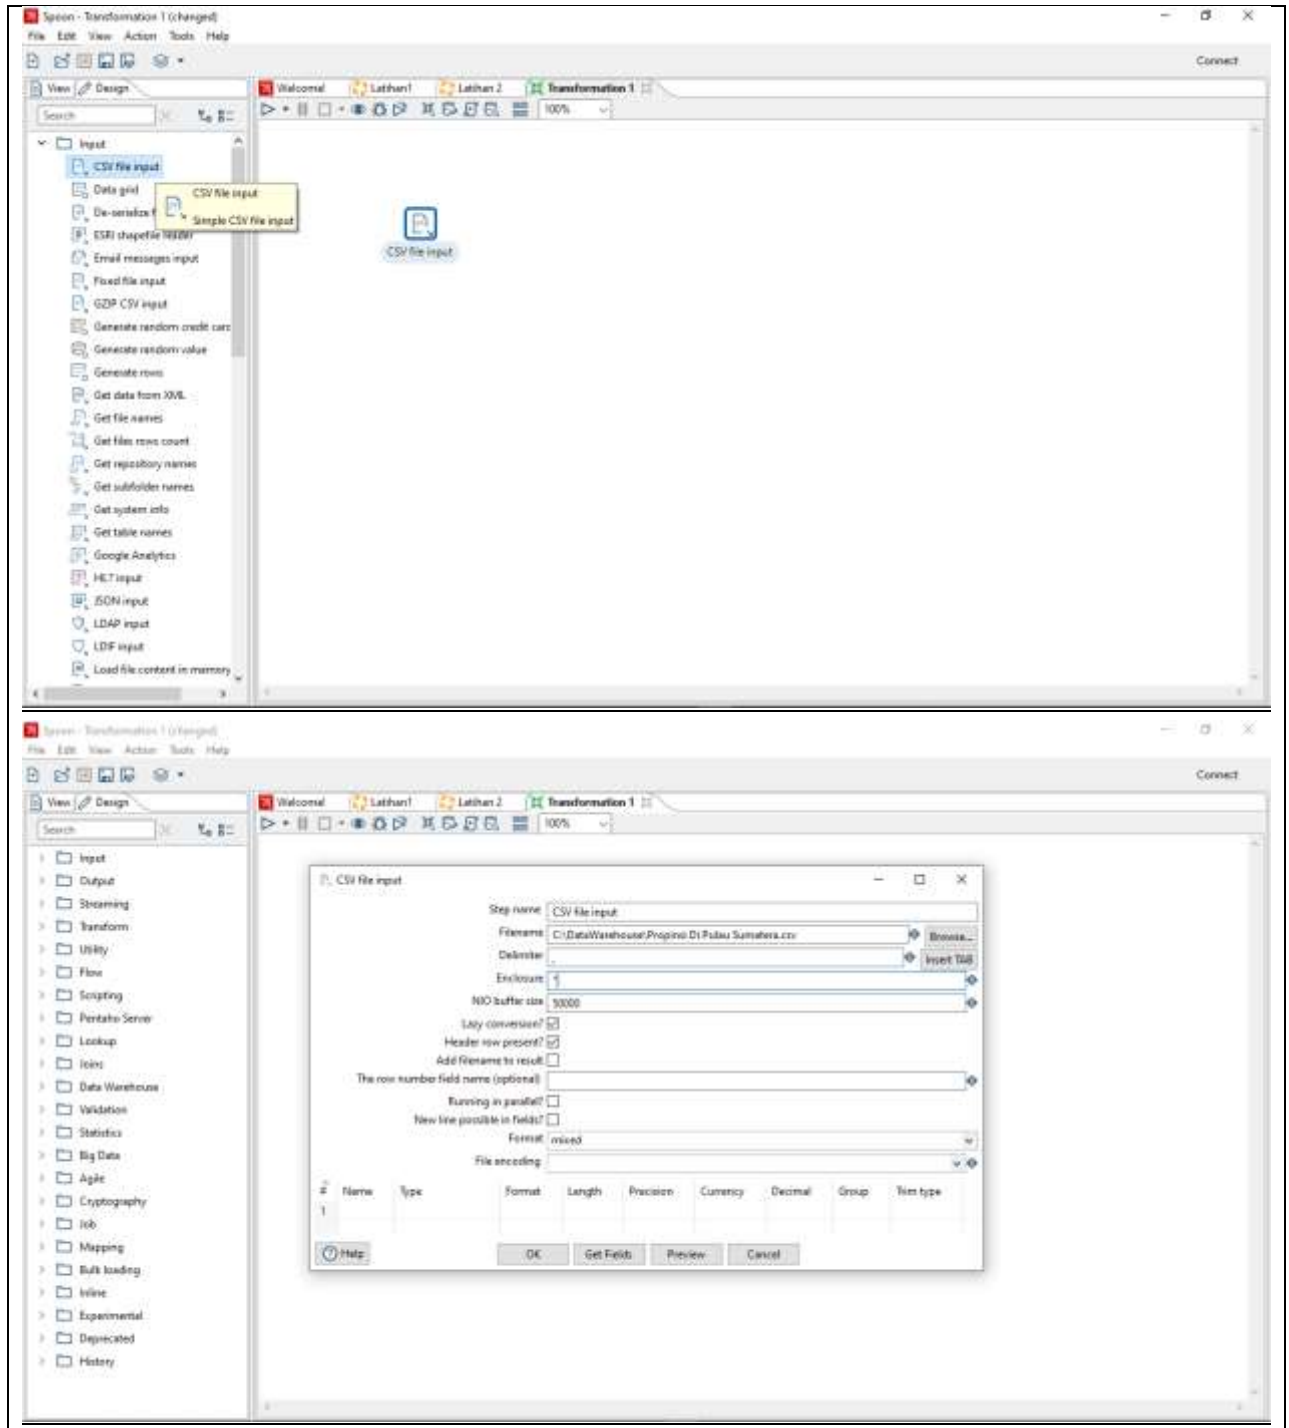 Spoon - Transformation 1 (changed)
File Edit View Action Tools Help
Connect
View Design
Welcome! Latihan1 Latihan 2 Transformation 1
Search
100%
Input
CSV file input
Data grid
CSV file input
De-serialize f
Simple CSV file input
ESRI shapefile reader
CSV file input
Email messages input
Fixed file input
GZIP CSV input
Generate random credit card
Generate random value
Generate rows
Get data from XML
Get file names
Get files rows count
Get repository names
Get subfolder names
Get system info
Get table names
Google Analytics
HL7 input
JSON input
LDAP input
LDIF input
Load file content in memory
Spoon - Transformation 1 (changed)
File Edit View Action Tools Help
Connect
View Design
Welcome! Latihan1 Latihan 2 Transformation 1
Search
100%
Input
Output
Streaming
Transform
Utility
Flow
Scripting
Pentaho Server
Lookup
Joins
Data Warehouse
Validation
Statistics
Big Data
Agile
Cryptography
Job
Mapping
Bulk loading
Inline
Experimental
Deprecated
History
CSV file input
Step name CSV file input
Filename C:\DataWarehouse\Propinsi Di Pulau Sumatera.csv Browse...
Delimiter , Insert TAB
Enclosure "
NIO buffer size 50000
Lazy conversion?
Header row present?
Add filename to result
The row number field name (optional)
Running in parallel?
New line possible in fields?
Format mixed
File encoding
# Name Type Format Length Precision Currency Decimal Group Trim type
1
Help OK Get Fields Preview Cancel